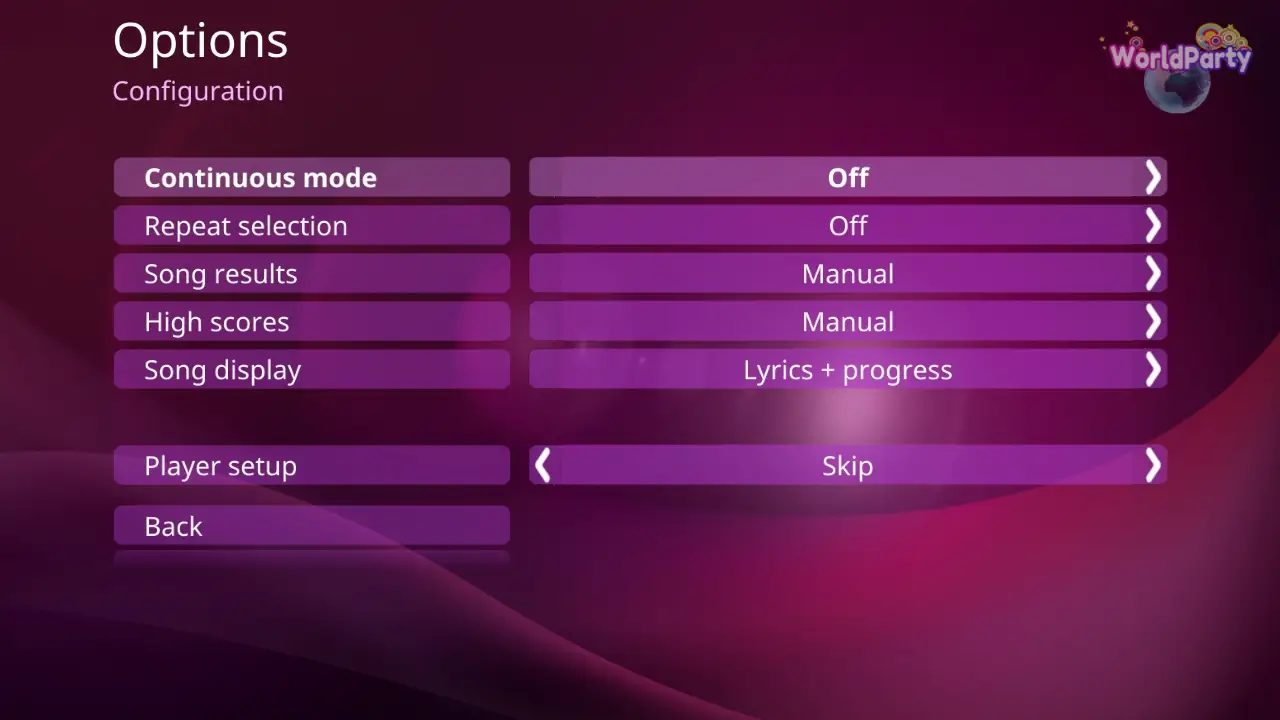 Options
Configuration
WorldParty
Continuous mode Off
Repeat selection Off
Song results Manual
High scores Manual
Song display Lyrics + progress
Player setup Skip
Back